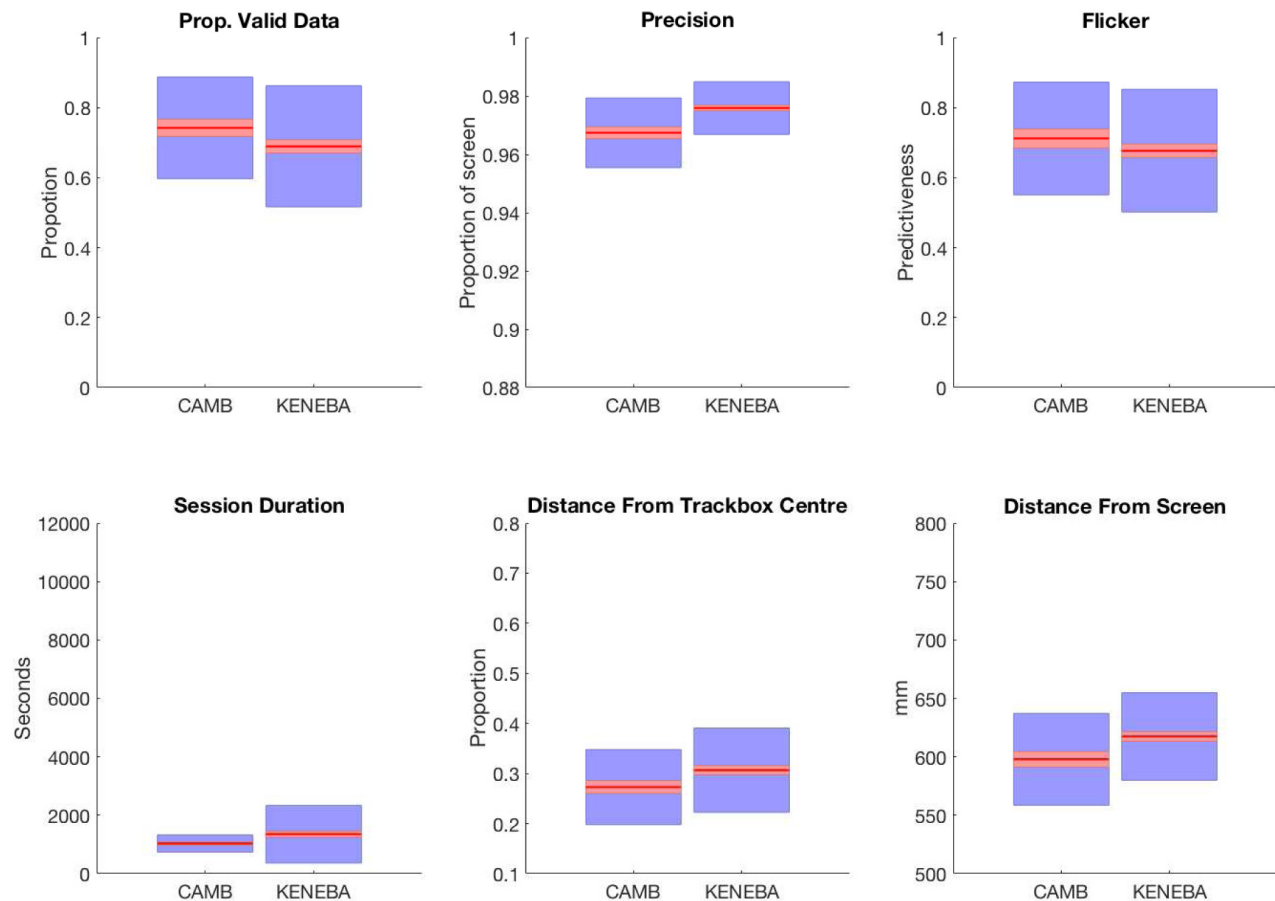 Prop. Valid Data
1
0.8
0.6
0.4
0.2
0
Propotion
CAMB
KENEBA
Precision
1
0.98
0.96
0.94
0.92
0.9
0.88
Proportion of screen
CAMB
KENEBA
Flicker
1
0.8
0.6
0.4
0.2
0
Predictiveness
CAMB
KENEBA
Session Duration
12000
10000
8000
6000
4000
2000
0
Seconds
CAMB
KENEBA
Distance From Trackbox Centre
0.8
0.7
0.6
0.5
0.4
0.3
0.2
0.1
Proportion
CAMB
KENEBA
Distance From Screen
800
750
700
650
600
550
500
mm
CAMB
KENEBA